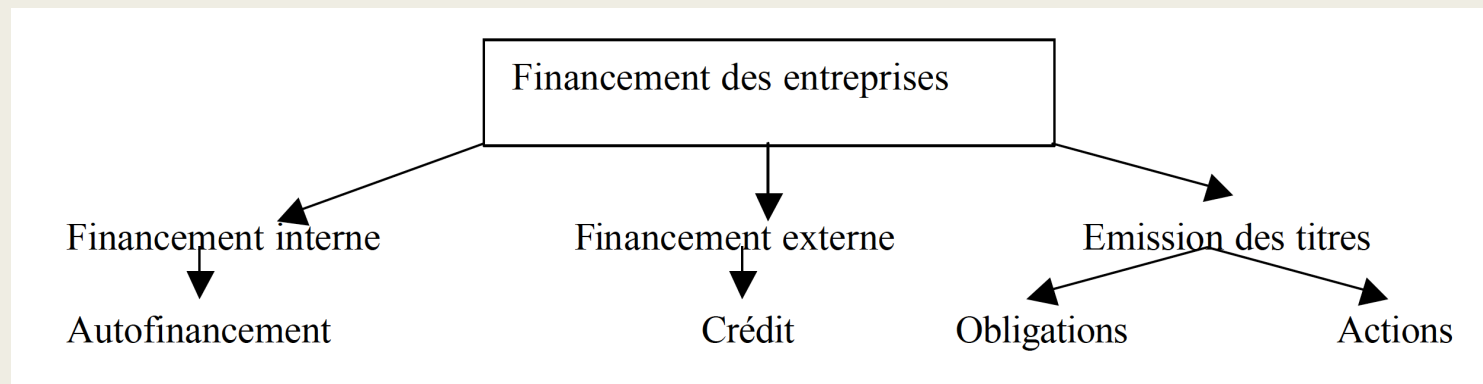 Financement des entreprises
Financement interne Financement externe Emission des titres
Autofinancement Crédit Obligations Actions